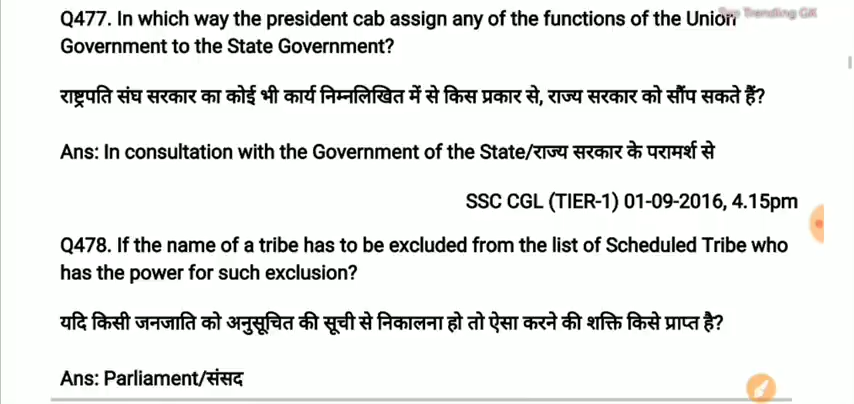 Top Trending GK
Q477. In which way the president cab assign any of the functions of the Union
Government to the State Government?
राष्ट्रपति संघ सरकार का कोई भी कार्य निम्नलिखित में से किस प्रकार से, राज्य सरकार को सौंप सकते हैं?
Ans: In consultation with the Government of the State/राज्य सरकार के परामर्श से
SSC CGL (TIER-1) 01-09-2016, 4.15pm
Q478. If the name of a tribe has to be excluded from the list of Scheduled Tribe who
has the power for such exclusion?
यदि किसी जनजाति को अनुसूचित की सूची से निकालना हो तो ऐसा करने की शक्ति किसे प्राप्त है?
Ans: Parliament/संसद